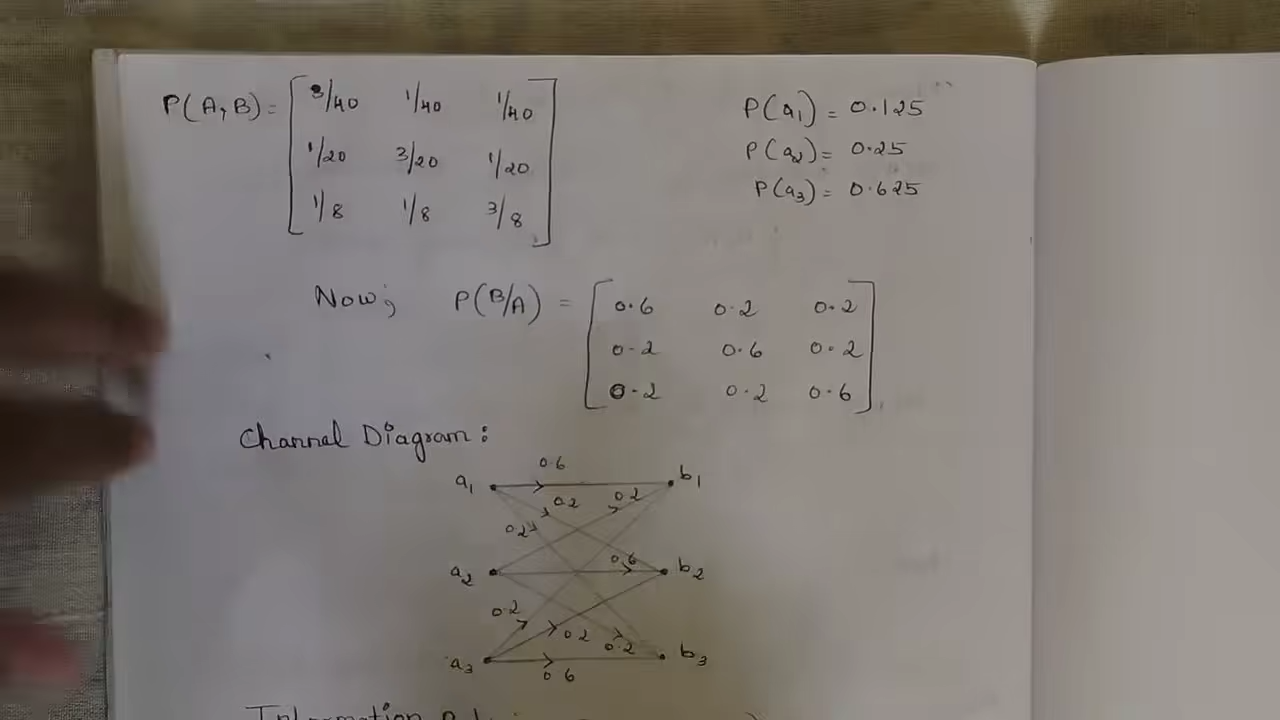 P(A,B) = [ 3/40 1/40 1/40
1/20 3/20 1/20
1/8 1/8 3/8 ]
P(a1) = 0.125
P(a2) = 0.25
P(a3) = 0.625
Now; P(B/A) = [ 0.6 0.2 0.2
0.2 0.6 0.2
0.2 0.2 0.6 ]
Channel Diagram:
0.6
a1 b1
0.2 0.2
0.2
0.6
a2 b2
0.2
0.2 0.2
a3 b3
0.6
Information